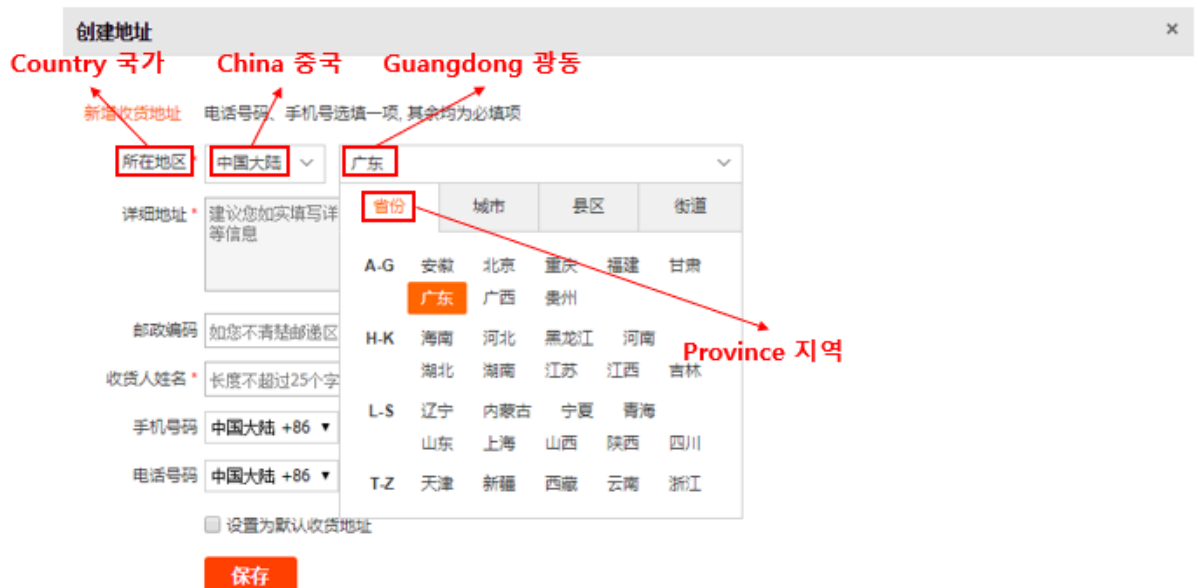 创建地址 ×
Country 국가 China 중국 Guangdong 광동
新增收货地址 电话号码、手机号选填一项, 其余均为必填项
所在地区 * 中国大陆 广东
省份 城市 县区 街道
详细地址 * 建议您如实填写详
等信息
A-G 安徽 北京 重庆 福建 甘肃
广东 广西 贵州
邮政编码 如您不清楚邮递区
H-K 海南 河北 黑龙江 河南
Province 지역
湖北 湖南 江苏 江西 吉林
收货人姓名 * 长度不超过25个字
L-S 辽宁 内蒙古 宁夏 青海
手机号码 中国大陆 +86 ▼
山东 上海 山西 陕西 四川
电话号码 中国大陆 +86 ▼
T-Z 天津 新疆 西藏 云南 浙江
设置为默认收货地址
保存